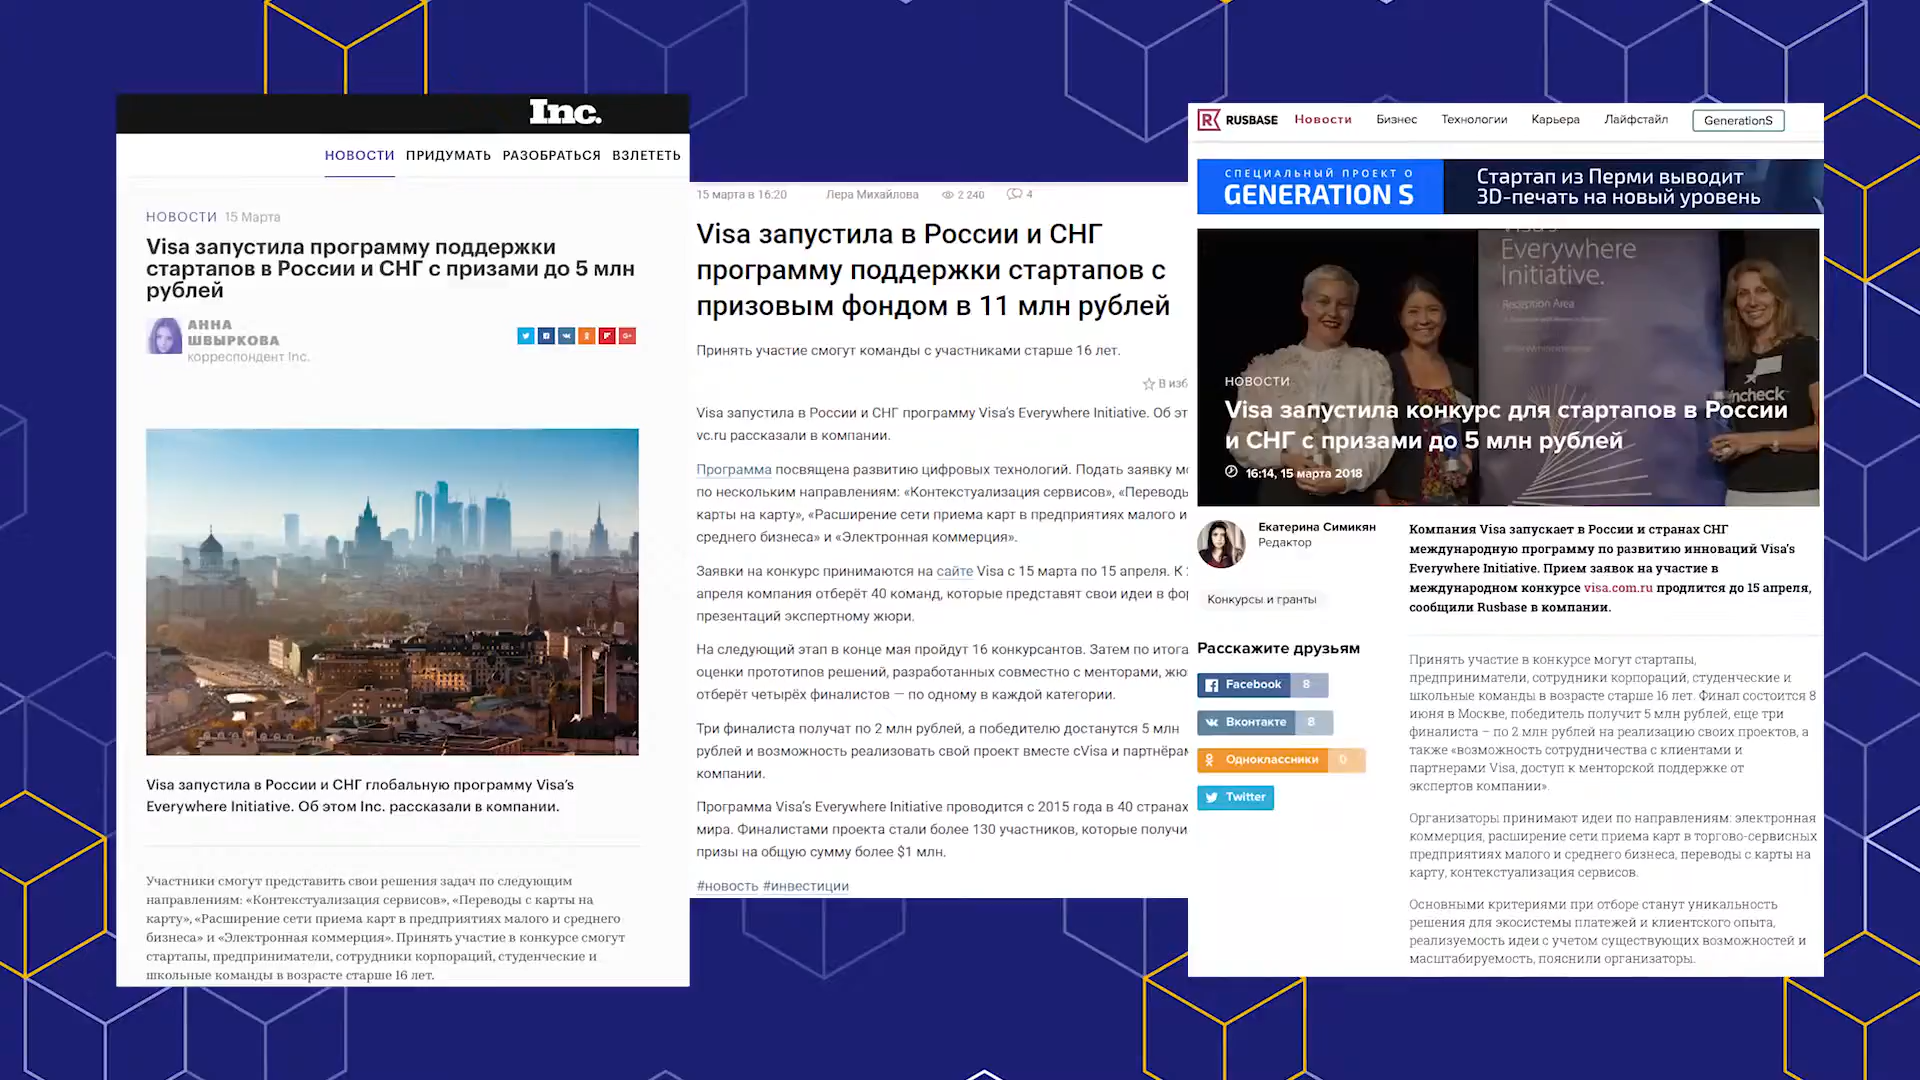 Inc.
НОВОСТИ ПРИДУМАТЬ РАЗОБРАТЬСЯ ВЗЛЕТЕТЬ
НОВОСТИ 15 Марта
Visa запустила программу поддержки
стартапов в России и СНГ с призами до 5 млн
рублей
АННА
ШВЫРКОВА
корреспондент Inc.
Visa запустила в России и СНГ глобальную программу Visa's
Everywhere Initiative. Об этом Inc. рассказали в компании.
Участники смогут представить свои решения задач по следующим
направлениям: «Контекстуализация сервисов», «Переводы с карты на
карту», «Расширение сети приема карт в предприятиях малого и среднего
бизнеса» и «Электронная коммерция». Принять участие в конкурсе смогут
стартапы, предприниматели, сотрудники корпораций, студенческие и
школьные команды в возрасте старше 16 лет.
15 марта в 16:20 Лера Михайлова 2 240 4
Visa запустила в России и СНГ
программу поддержки стартапов с
призовым фондом в 11 млн рублей
Принять участие смогут команды с участниками старше 16 лет.
В изб
Visa запустила в России и СНГ программу Visa's Everywhere Initiative. Об эт
vc.ru рассказали в компании.
Программа посвящена развитию цифровых технологий. Подать заявку мо
по нескольким направлениям: «Контекстуализация сервисов», «Переводы
карты на карту», «Расширение сети приема карт в предприятиях малого и
среднего бизнеса» и «Электронная коммерция».
Заявки на конкурс принимаются на сайте Visa с 15 марта по 15 апреля. К
апреля компания отберёт 40 команд, которые представят свои идеи в фор
презентаций экспертному жюри.
На следующий этап в конце мая пройдут 16 конкурсантов. Затем по итога
оценки прототипов решений, разработанных совместно с менторами, жю
отберёт четырёх финалистов — по одному в каждой категории.
Три финалиста получат по 2 млн рублей, а победителю достанутся 5 млн
рублей и возможность реализовать свой проект вместе сVisa и партнёрам
компании.
Программа Visa's Everywhere Initiative проводится с 2015 года в 40 странах
мира. Финалистами проекта стали более 130 участников, которые получи
призы на общую сумму более $1 млн.
#новость #инвестиции
RUSBASE Новости Бизнес Технологии Карьера Лайфстайл GenerationS
СПЕЦИАЛЬНЫЙ ПРОЕКТ О
GENERATION S
Стартап из Перми выводит
3D-печать на новый уровень
Visa's
Everywhere
Initiative.
Reception Area
ncheck
НОВОСТИ
Visa запустила конкурс для стартапов в России
и СНГ с призами до 5 млн рублей
16:14, 15 марта 2018
Екатерина Симикян
Редактор
Конкурсы и гранты
Расскажите друзьям
Facebook 8
Вконтакте 8
Одноклассники 0
Twitter
Компания Visa запускает в России и странах СНГ
международную программу по развитию инноваций Visa's
Everywhere Initiative. Прием заявок на участие в
международном конкурсе visa.com.ru продлится до 15 апреля,
сообщили Rusbase в компании.
Принять участие в конкурсе могут стартапы,
предприниматели, сотрудники корпораций, студенческие и
школьные команды в возрасте старше 16 лет. Финал состоится 8
июня в Москве, победитель получит 5 млн рублей, еще три
финалиста – по 2 млн рублей на реализацию своих проектов, а
также «возможность сотрудничества с клиентами и
партнерами Visa, доступ к менторской поддержке от
экспертов компании».
Организаторы принимают идеи по направлениям: электронная
коммерция, расширение сети приема карт в торгово-сервисных
предприятиях малого и среднего бизнеса, переводы с карты на
карту, контекстуализация сервисов.
Основными критериями при отборе станут уникальность
решения для экосистемы платежей и клиентского опыта,
реализуемость идеи с учетом существующих возможностей и
масштабируемость, пояснили организаторы.